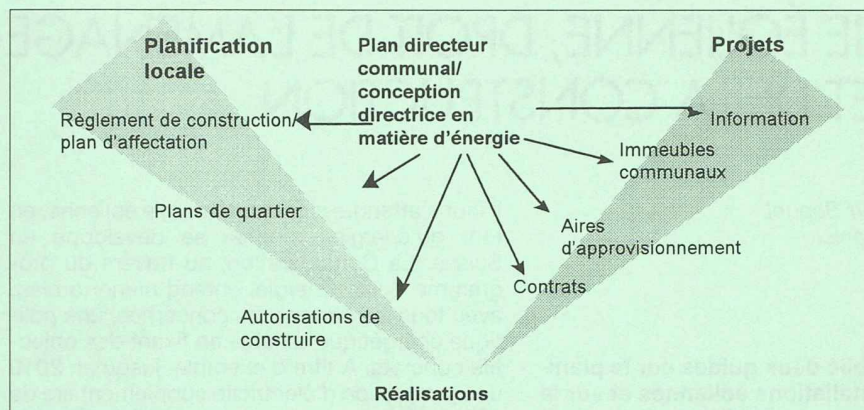 Planification
locale
Plan directeur
communal/
conception
directrice en
matière d'énergie
Projets
Règlement de construction/
plan d'affectation
Information
Immeubles
communaux
Plans de quartier
Aires
d'approvisionnement
Contrats
Autorisations de
construire
Réalisations